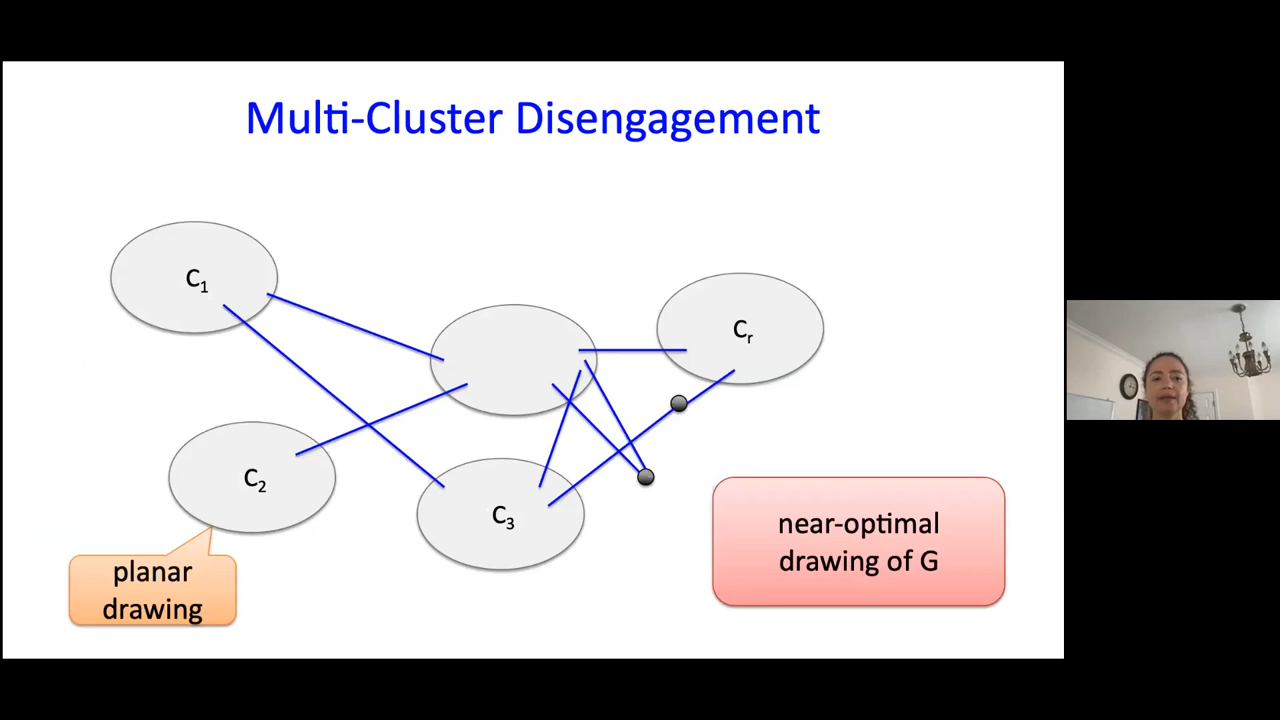 Multi-Cluster Disengagement
C₁
Cᵣ
C₂
C₃
planar
drawing
near-optimal
drawing of G